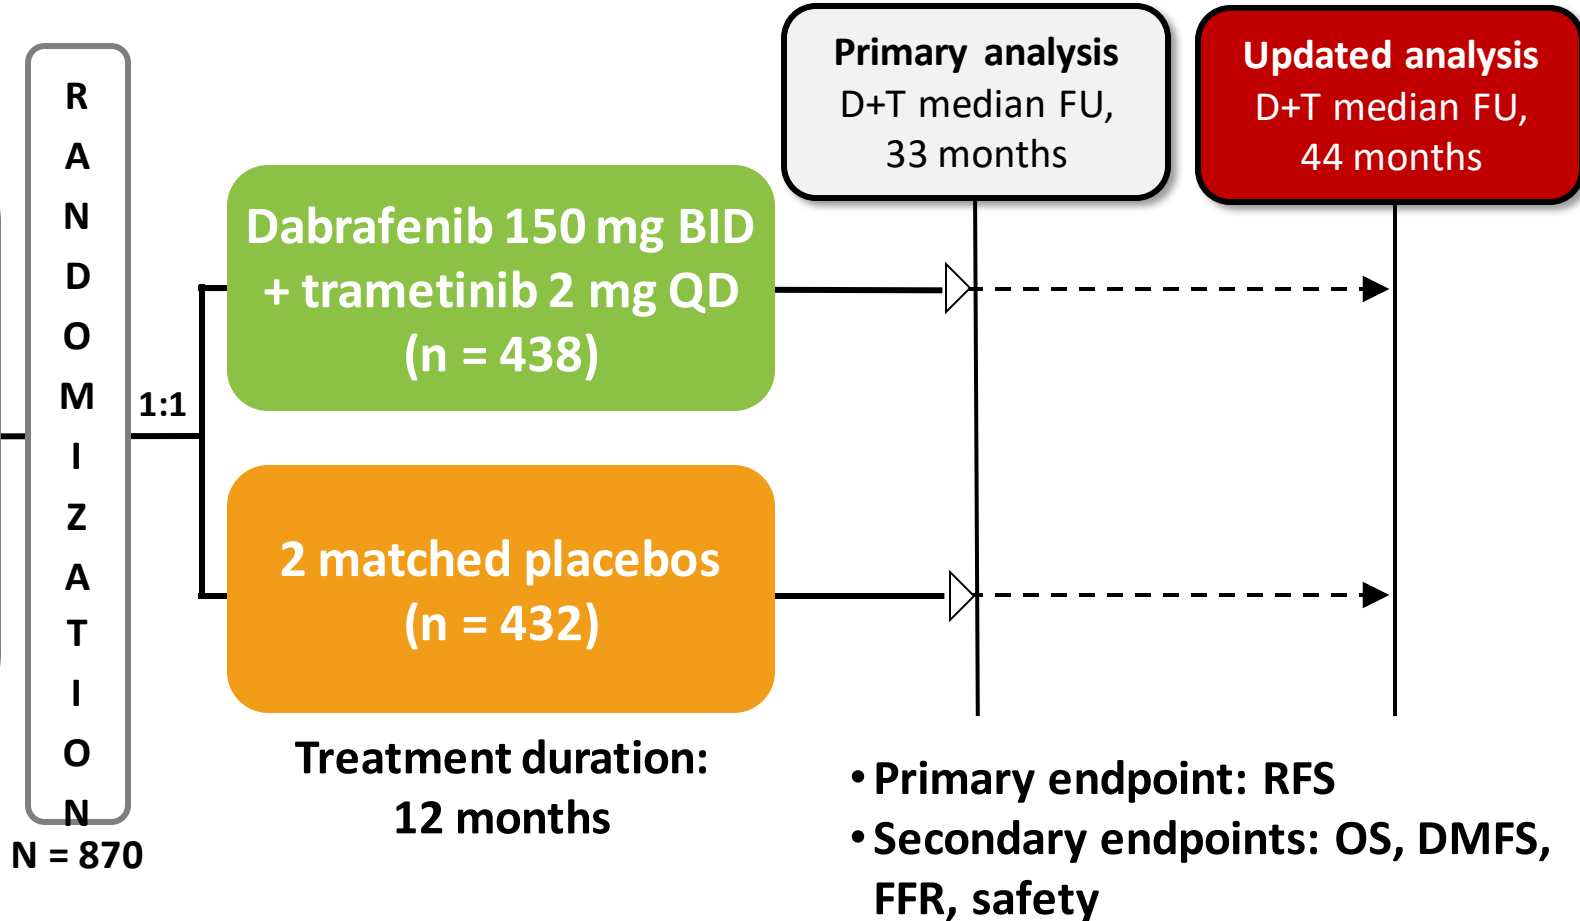 RANDOMIZATION
N = 870
1:1
Dabrafenib 150 mg BID
+ trametinib 2 mg QD
(n = 438)
2 matched placebos
(n = 432)
Treatment duration:
12 months
Primary analysis
D+T median FU,
33 months
Updated analysis
D+T median FU,
44 months
• Primary endpoint: RFS
• Secondary endpoints: OS, DMFS,
FFR, safety